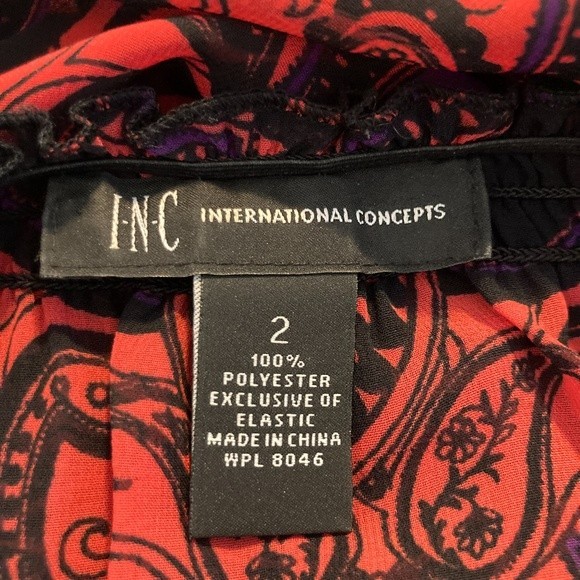 I·N·C INTERNATIONAL CONCEPTS
2
100%
POLYESTER
EXCLUSIVE OF
ELASTIC
MADE IN CHINA
WPL 8046